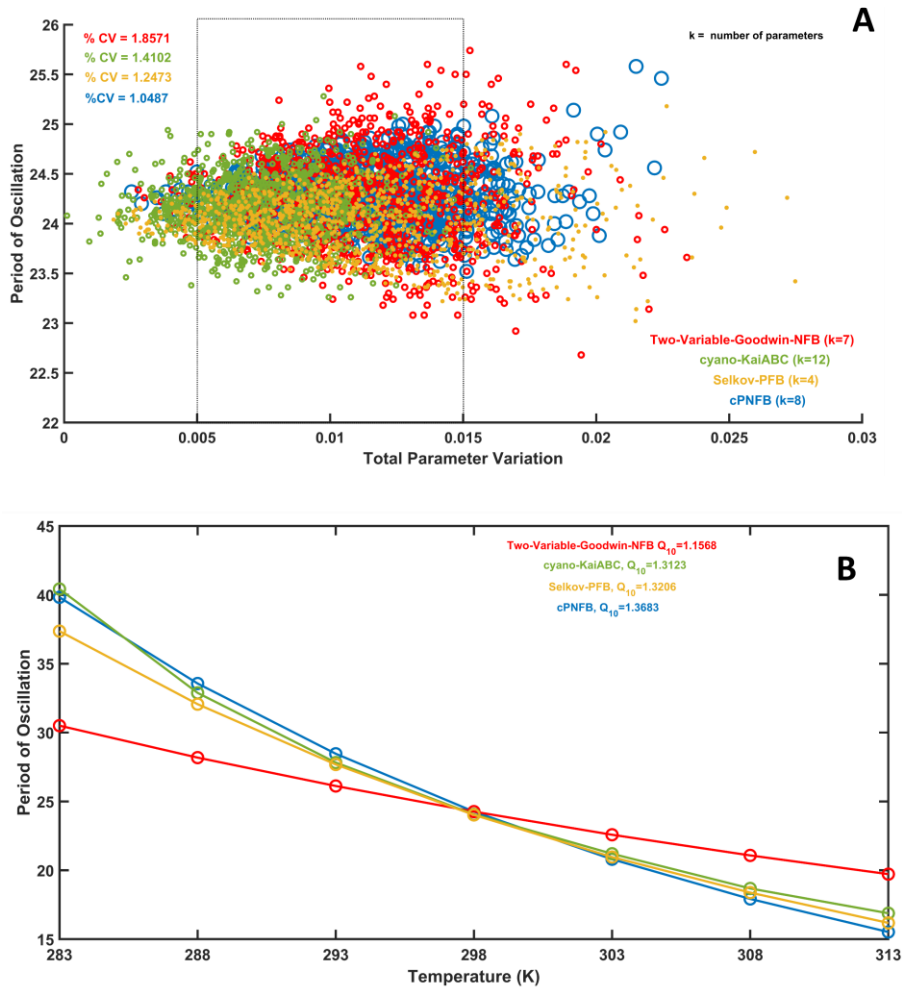 A
k = number of parameters
% CV = 1.8571
% CV = 1.4102
% CV = 1.2473
%CV = 1.0487
Period of Oscillation
26
25.5
25
24.5
24
23.5
23
22.5
22
Two-Variable-Goodwin-NFB (k=7)
cyano-KaiABC (k=12)
Selkov-PFB (k=4)
cPNFB (k=8)
0
0.005
0.01
0.015
0.02
0.025
0.03
Total Parameter Variation
B
Two-Variable-Goodwin-NFB Q10=1.1568
cyano-KaiABC, Q10=1.3123
Selkov-PFB, Q10=1.3206
cPNFB, Q10=1.3683
Period of Oscillation
45
40
35
30
25
20
15
283
288
293
298
303
308
313
Temperature (K)